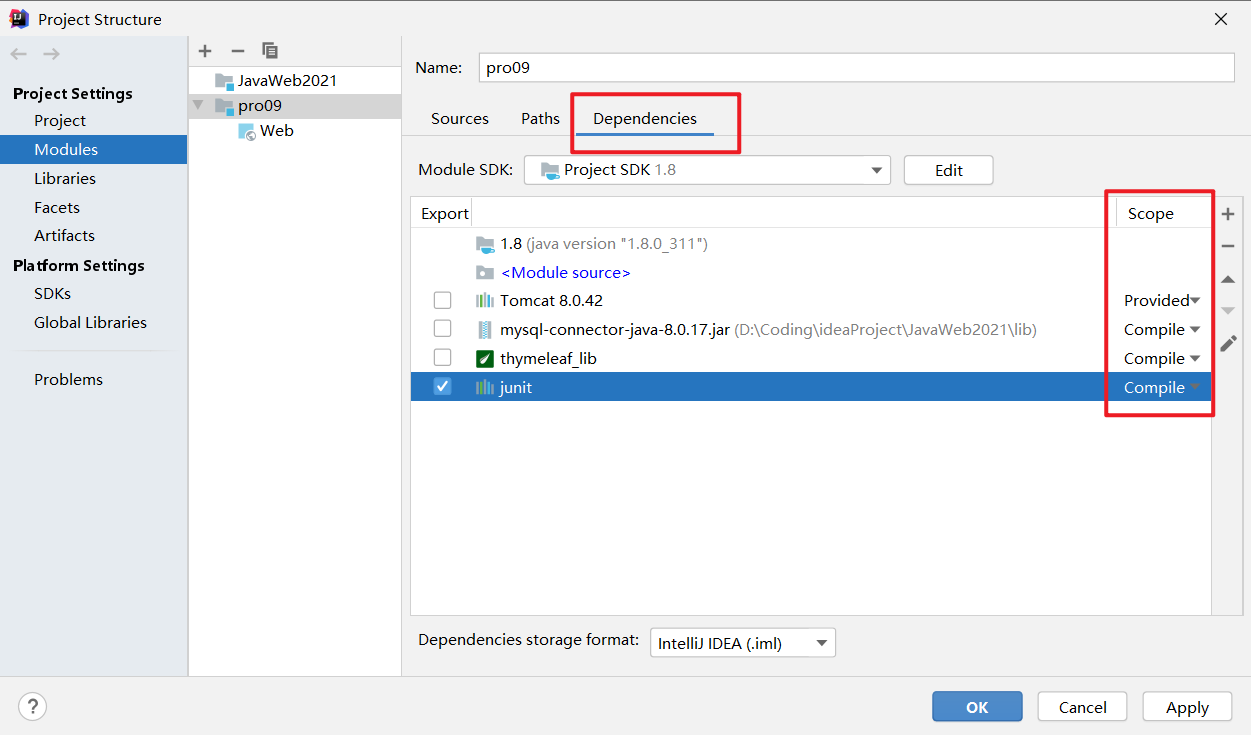 Project Structure
Project Settings
Project
Modules
Libraries
Facets
Artifacts
Platform Settings
SDKs
Global Libraries
Problems
JavaWeb2021
pro09
Web
Name: pro09
Sources Paths Dependencies
Module SDK: Project SDK 1.8 Edit
Export Scope
1.8 (java version "1.8.0_311")
<Module source>
Tomcat 8.0.42 Provided
mysql-connector-java-8.0.17.jar (D:\Coding\ideaProject\JavaWeb2021\lib) Compile
thymeleaf_lib Compile
junit Compile
Dependencies storage format: IntelliJ IDEA (.iml)
? OK Cancel Apply